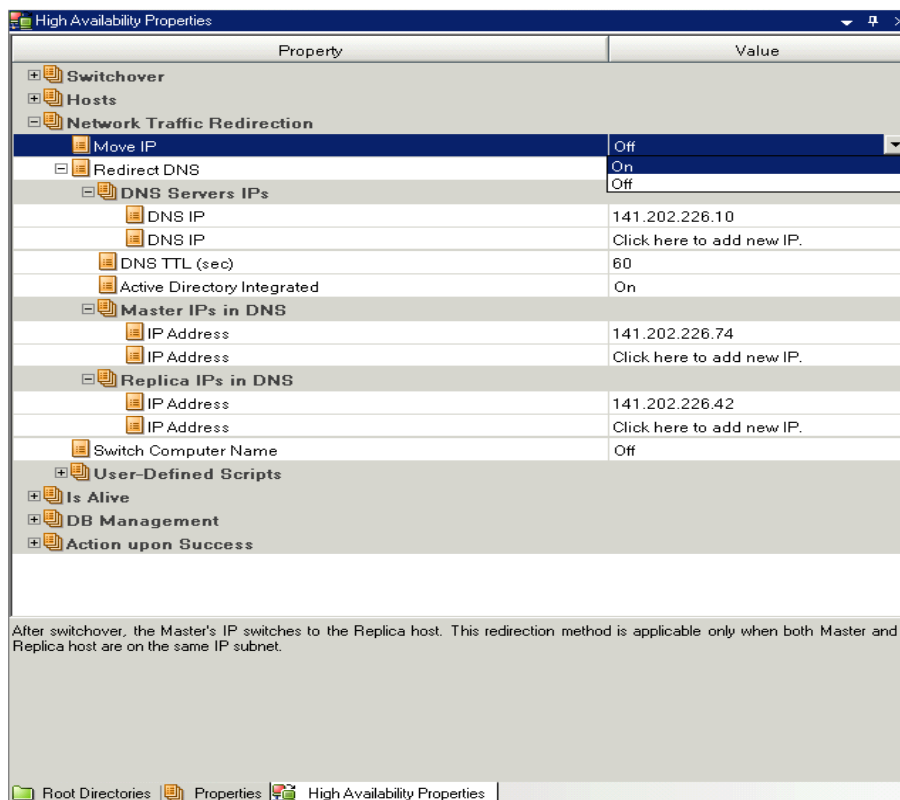 High Availability Properties
Property Value
Switchover
Hosts
Network Traffic Redirection
Move IP Off
On
Redirect DNS
Off
DNS Servers IPs
DNS IP 141.202.226.10
DNS IP Click here to add new IP.
DNS TTL (sec) 60
Active Directory Integrated On
Master IPs in DNS
IP Address 141.202.226.74
IP Address Click here to add new IP.
Replica IPs in DNS
IP Address 141.202.226.42
IP Address Click here to add new IP.
Switch Computer Name Off
User-Defined Scripts
Is Alive
DB Management
Action upon Success
After switchover, the Master's IP switches to the Replica host. This redirection method is applicable only when both Master and
Replica host are on the same IP subnet.
Root Directories Properties High Availability Properties